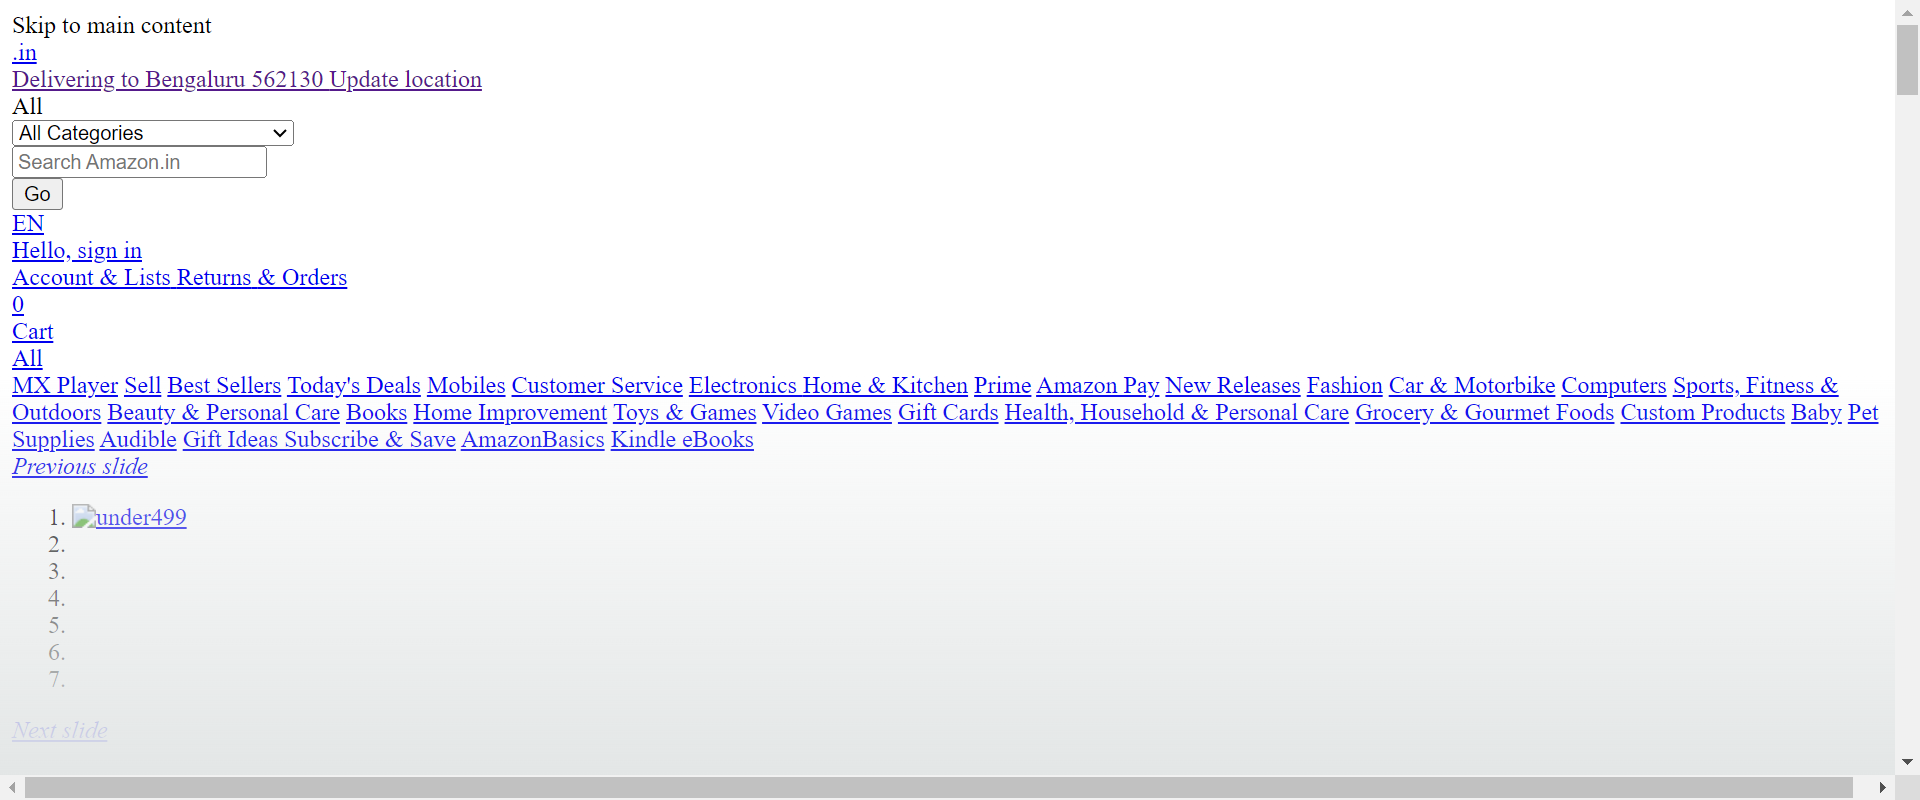 Skip to main content
.in
Delivering to Bengaluru 562130 Update location
All
All Categories
Search Amazon.in
Go
EN
Hello, sign in
Account & Lists Returns & Orders
0
Cart
All
MX Player Sell Best Sellers Today's Deals Mobiles Customer Service Electronics Home & Kitchen Prime Amazon Pay New Releases Fashion Car & Motorbike Computers Sports, Fitness &
Outdoors Beauty & Personal Care Books Home Improvement Toys & Games Video Games Gift Cards Health, Household & Personal Care Grocery & Gourmet Foods Custom Products Baby Pet
Supplies Audible Gift Ideas Subscribe & Save AmazonBasics Kindle eBooks
Previous slide
1. under499
2.
3.
4.
5.
6.
7.
Next slide